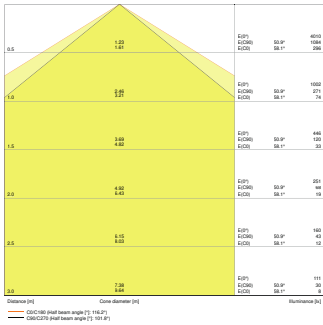 E(0°) 4010
1.23 E(C90) 50.9° 1084
0.5 1.61 E(C0) 58.1° 296
E(0°) 1002
2.46 E(C90) 50.9° 271
1.0 3.21 E(C0) 58.1° 74
E(0°) 446
3.69 E(C90) 50.9° 120
1.5 4.82 E(C0) 58.1° 33
E(0°) 251
4.92 E(C90) 50.9°
2.0 6.43 E(C0) 58.1° 19
E(0°) 160
6.15 E(C90) 50.9° 43
2.5 8.03 E(C0) 58.1° 12
E(0°) 111
7.38 E(C90) 50.9° 30
3.0 9.64 E(C0) 58.1° 8
Distance [m] Cone diameter [m] Illuminance [lx]
C0/C180 (Half beam angle [°]: 116.2°)
C90/C270 (Half beam angle [°]: 101.8°)